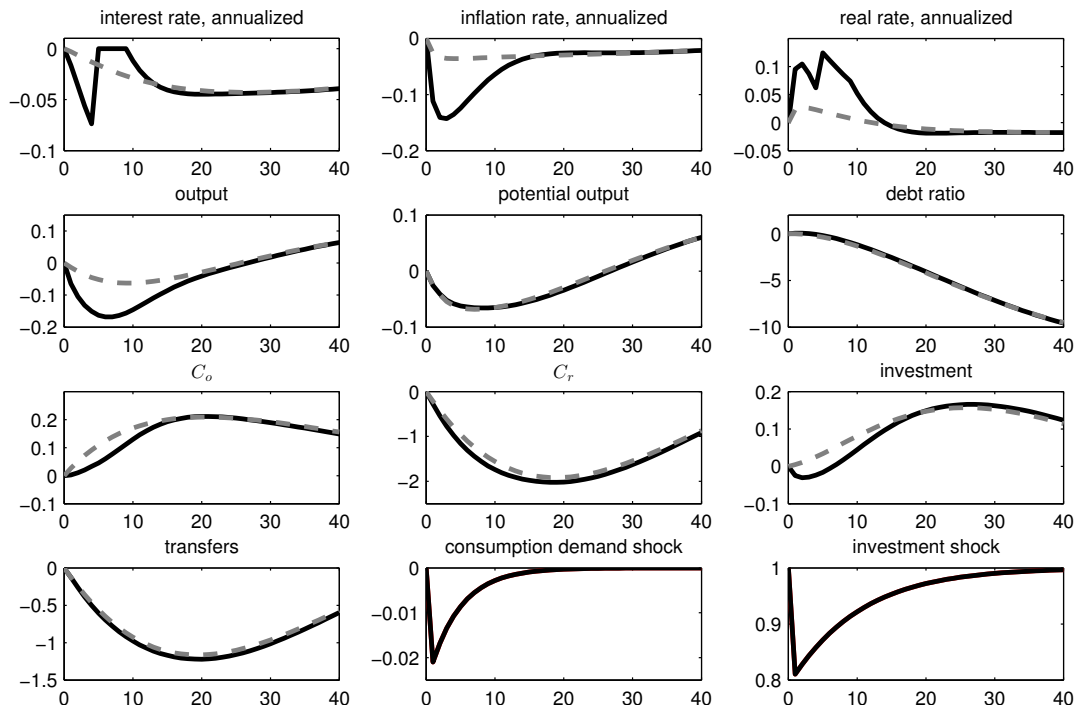 interest rate, annualized
inflation rate, annualized
real rate, annualized
0
−0.05
−0.1
0 10 20 30 40
0
−0.1
−0.2
0 10 20 30 40
0.1
0.05
0
−0.05
0 10 20 30 40
output
potential output
debt ratio
0.1
0
−0.1
−0.2
0 10 20 30 40
0.1
0
−0.1
0 10 20 30 40
0
−5
−10
0 10 20 30 40
C_o
C_r
investment
0.2
0.1
0
−0.1
0 10 20 30 40
0
−1
−2
0 10 20 30 40
0.2
0.1
0
−0.1
0 10 20 30 40
transfers
consumption demand shock
investment shock
0
−0.5
−1
−1.5
0 10 20 30 40
0
−0.01
−0.02
0 10 20 30 40
1
0.9
0.8
0 10 20 30 40